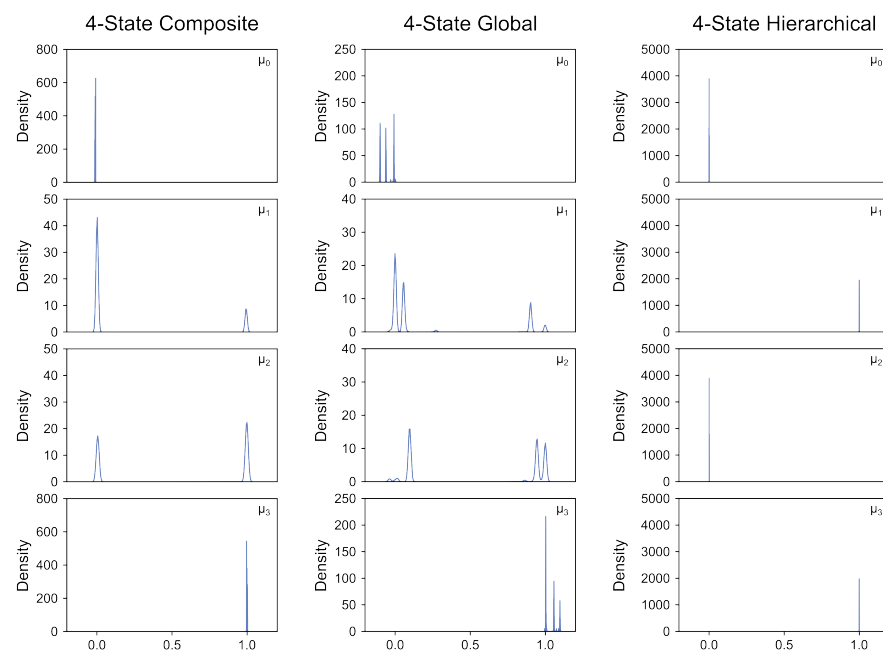 4-State Composite
4-State Global
4-State Hierarchical
800
600
400
200
0
Density
μ₀
250
200
150
100
50
0
Density
μ₀
5000
4000
3000
2000
1000
0
Density
μ₀
50
40
30
20
10
0
Density
μ₁
40
30
20
10
0
Density
μ₁
5000
4000
3000
2000
1000
0
Density
μ₁
40
30
20
10
0
Density
μ₂
40
30
20
10
0
Density
μ₂
5000
4000
3000
2000
1000
0
Density
μ₂
800
600
400
200
0
Density
μ₃
0.0 0.5 1.0
250
200
150
100
50
0
Density
μ₃
0.0 0.5 1.0
5000
4000
3000
2000
1000
0
Density
μ₃
0.0 0.5 1.0